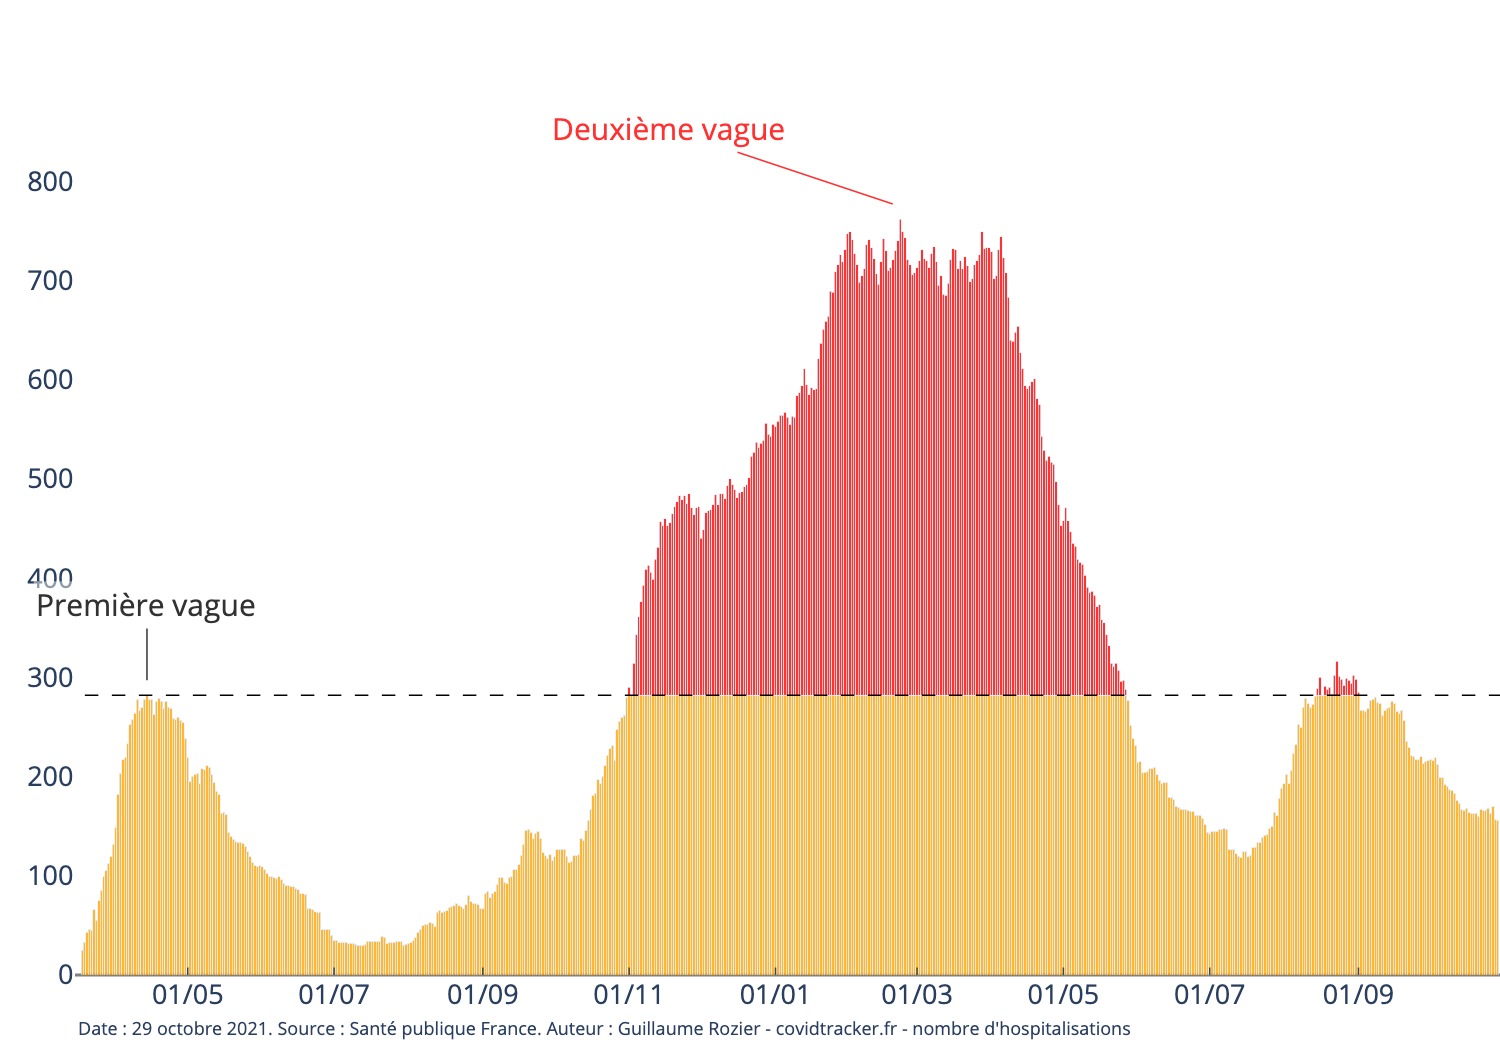 Deuxième vague
800
700
600
500
400
Première vague
300
200
100
0
01/05 01/07 01/09 01/11 01/01 01/03 01/05 01/07 01/09
Date : 29 octobre 2021. Source : Santé publique France. Auteur : Guillaume Rozier - covidtracker.fr - nombre d'hospitalisations